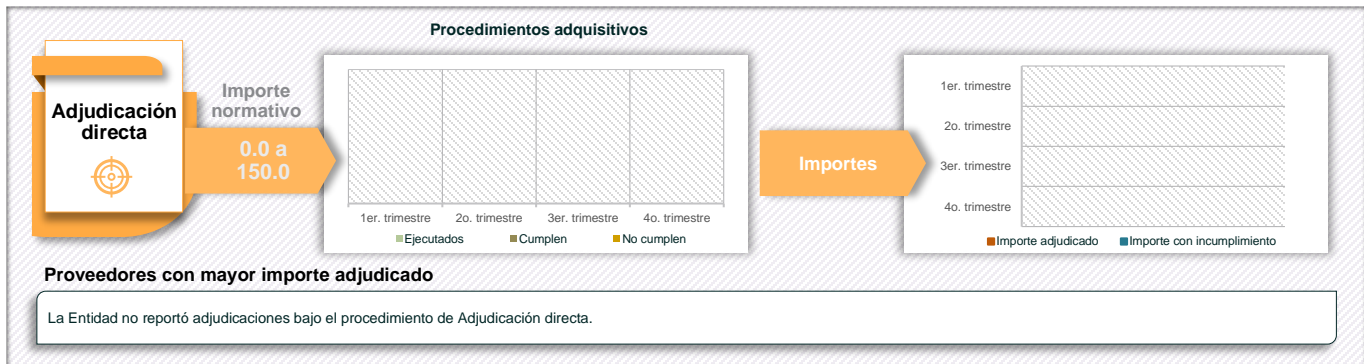 Procedimientos adquisitivos
Adjudicación
directa
Importe
normativo
0.0 a
150.0
1er. trimestre
2o. trimestre
3er. trimestre
4o. trimestre
Ejecutados
Cumplen
No cumplen
Importes
1er. trimestre
2o. trimestre
3er. trimestre
4o. trimestre
Importe adjudicado
Importe con incumplimiento
Proveedores con mayor importe adjudicado
La Entidad no reportó adjudicaciones bajo el procedimiento de Adjudicación directa.